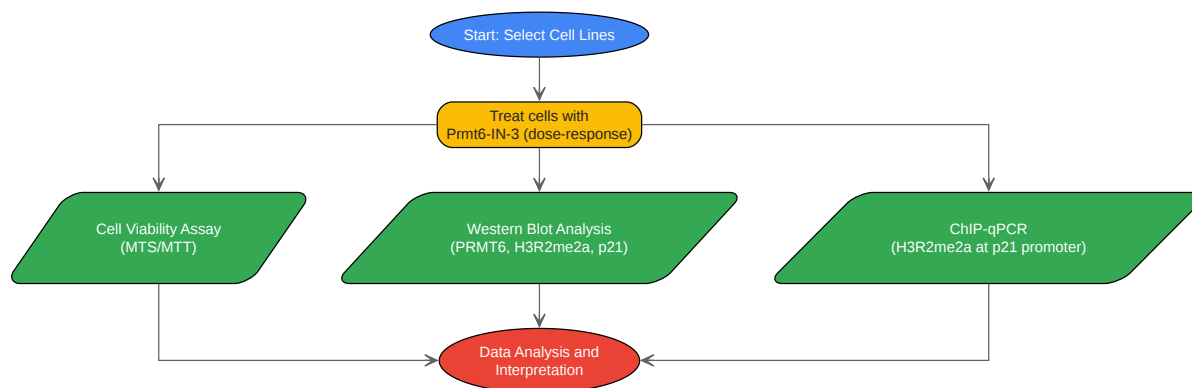 Start: Select Cell Lines
Treat cells with
Prmt6-IN-3 (dose-response)
Cell Viability Assay
(MTS/MTT)
Western Blot Analysis
(PRMT6, H3R2me2a, p21)
ChIP-qPCR
(H3R2me2a at p21 promoter)
Data Analysis and
Interpretation